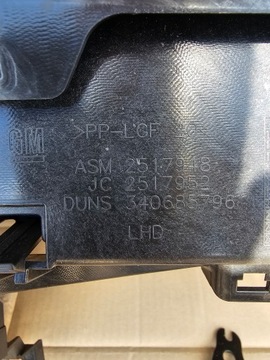 GM
>PP-LGF
ASM 2517948
JC 2517952
DUNS 340685796
LHD